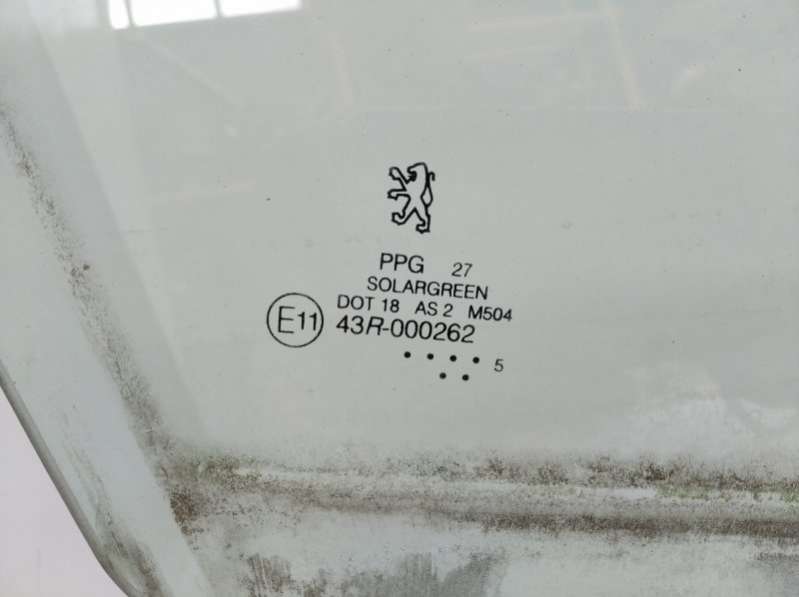 PPG 27
SOLARGREEN
DOT 18 AS 2 M504
E11 43R-000262
5